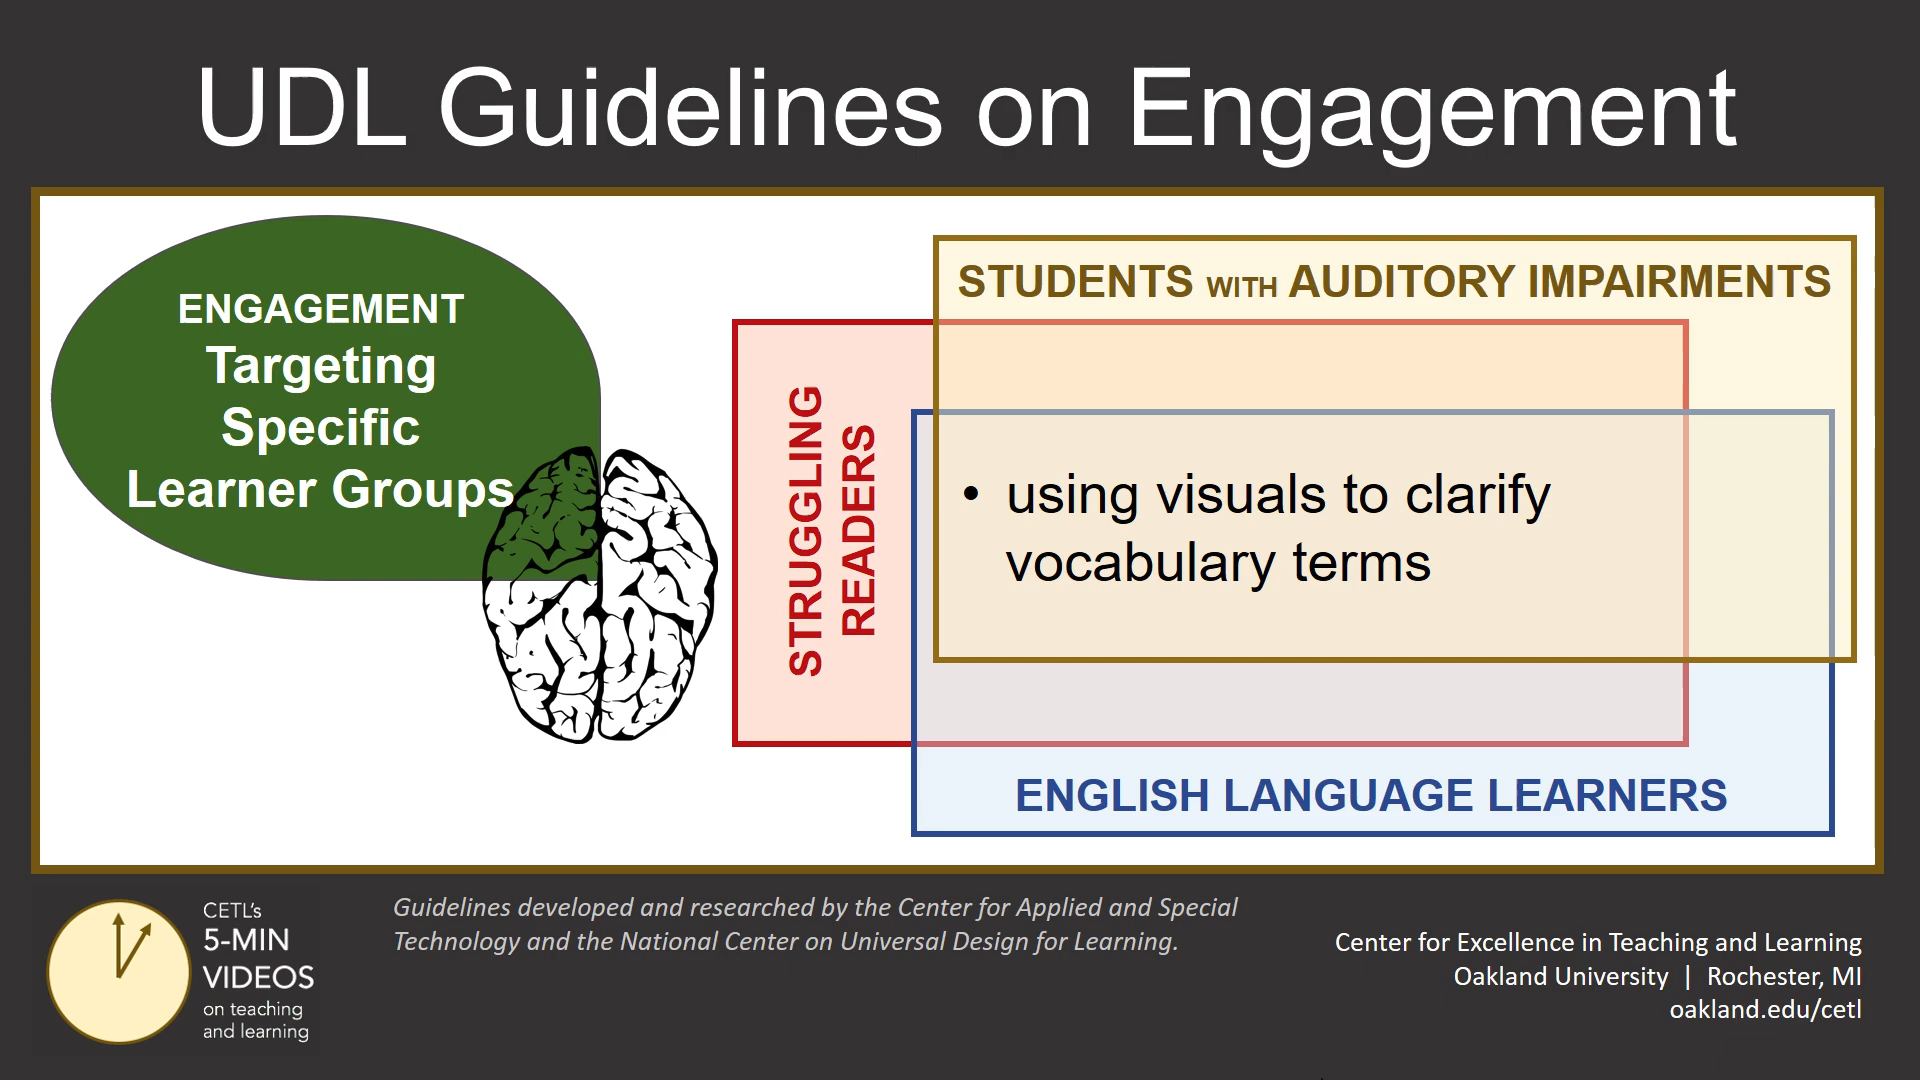 UDL Guidelines on Engagement
ENGAGEMENT
Targeting
Specific
Learner Groups
STUDENTS WITH AUDITORY IMPAIRMENTS
STRUGGLING
READERS
• using visuals to clarify
vocabulary terms
ENGLISH LANGUAGE LEARNERS
CETL's
5-MIN
VIDEOS
on teaching
and learning
Guidelines developed and researched by the Center for Applied and Special
Technology and the National Center on Universal Design for Learning.
Center for Excellence in Teaching and Learning
Oakland University | Rochester, MI
oakland.edu/cetl